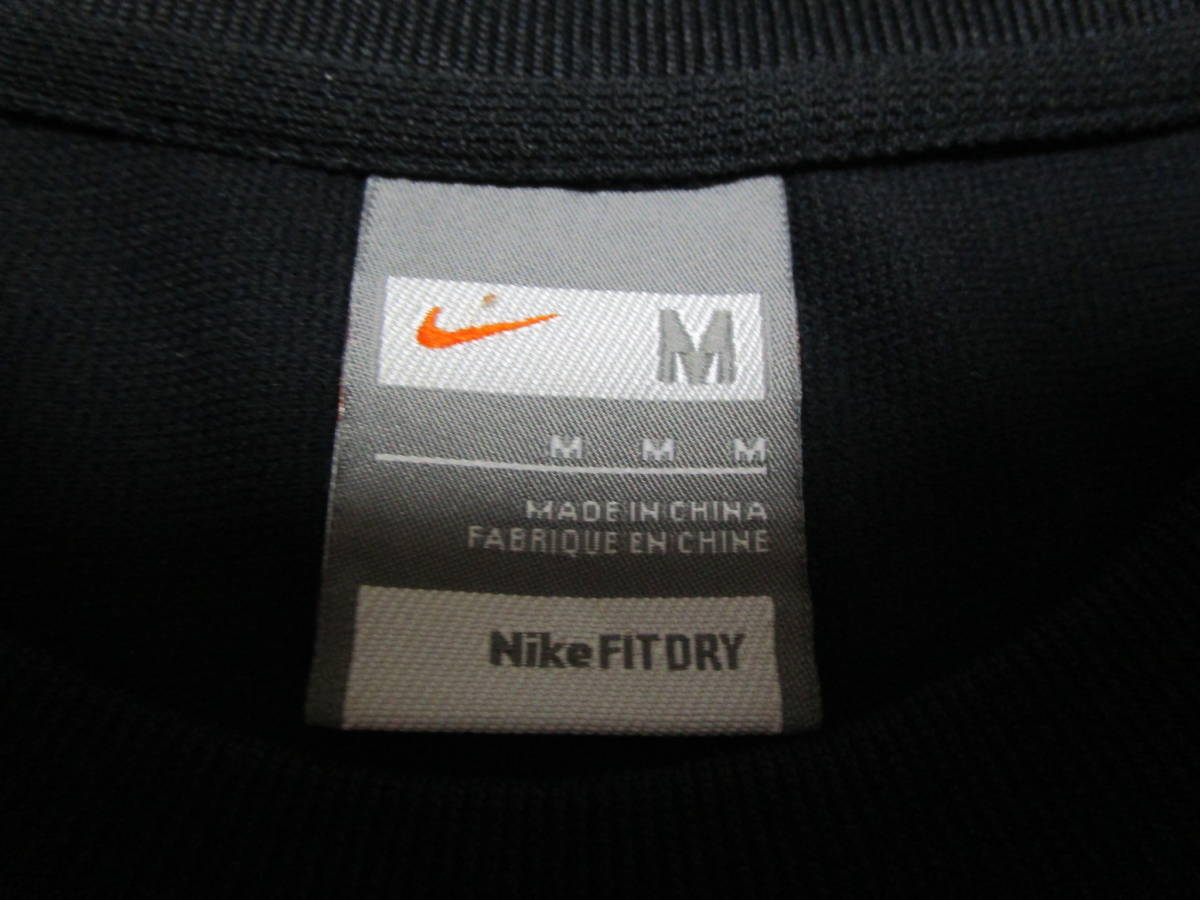 M
M M M
MADE IN CHINA
FABRIQUE EN CHINE
Nike FIT DRY